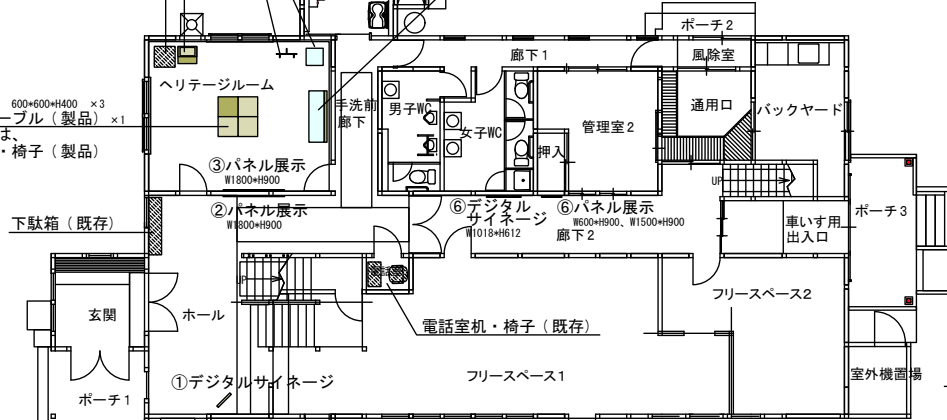 ポーチ2
廊下1
風除室
ヘリテージルーム
600*600*H400　×3
ーブル（製品）×1
は、
・椅子（製品）
手洗前
廊下
男子WC
女子WC
押入
管理室2
通用口
バックヤード
③パネル展示
W1800*H900
②パネル展示
W1800*H900
下駄箱（既存）
⑥デジタル
サイネージ
W1018*H612
⑥パネル展示
W600*H900、W1500*H900
廊下2
UP
車いす用
出入口
ポーチ3
UP
玄関
ホール
電話室机・椅子（既存）
フリースペース2
フリースペース1
①デジタルサイネージ
ポーチ1
室外機置場